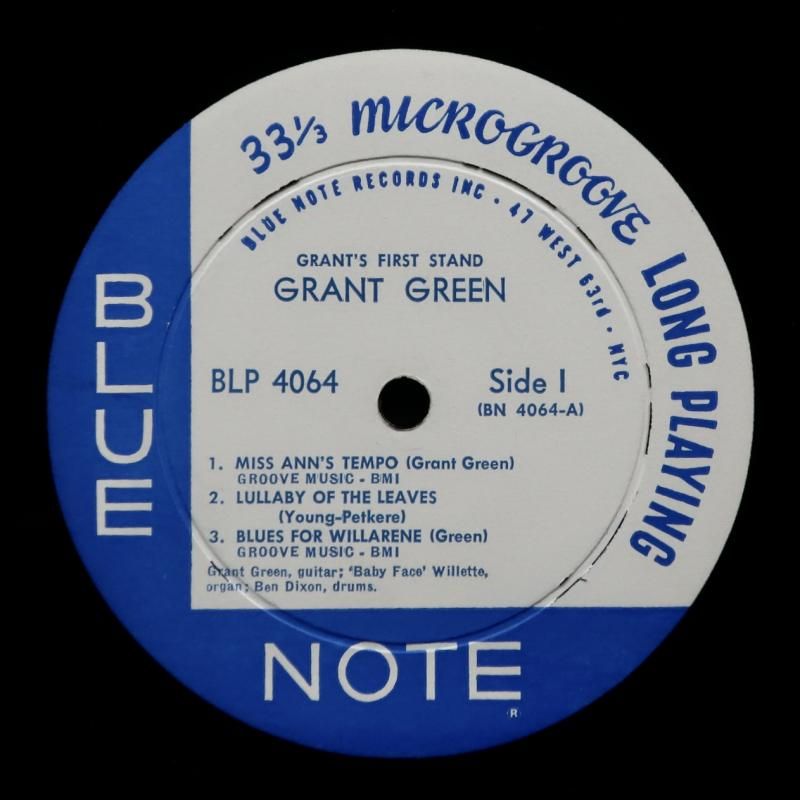 33⅓ MICROGROOVE LONG PLAYING
BLUE NOTE RECORDS INC · 47 WEST 63rd · NYC
GRANT'S FIRST STAND
GRANT GREEN
BLP 4064
Side 1
(BN 4064-A)
1. MISS ANN'S TEMPO (Grant Green)
GROOVE MUSIC - BMI
2. LULLABY OF THE LEAVES
(Young-Petkere)
3. BLUES FOR WILLARENE (Green)
GROOVE MUSIC - BMI
Grant Green, guitar; 'Baby Face' Willette,
organ; Ben Dixon, drums.
BLUE
NOTE
®